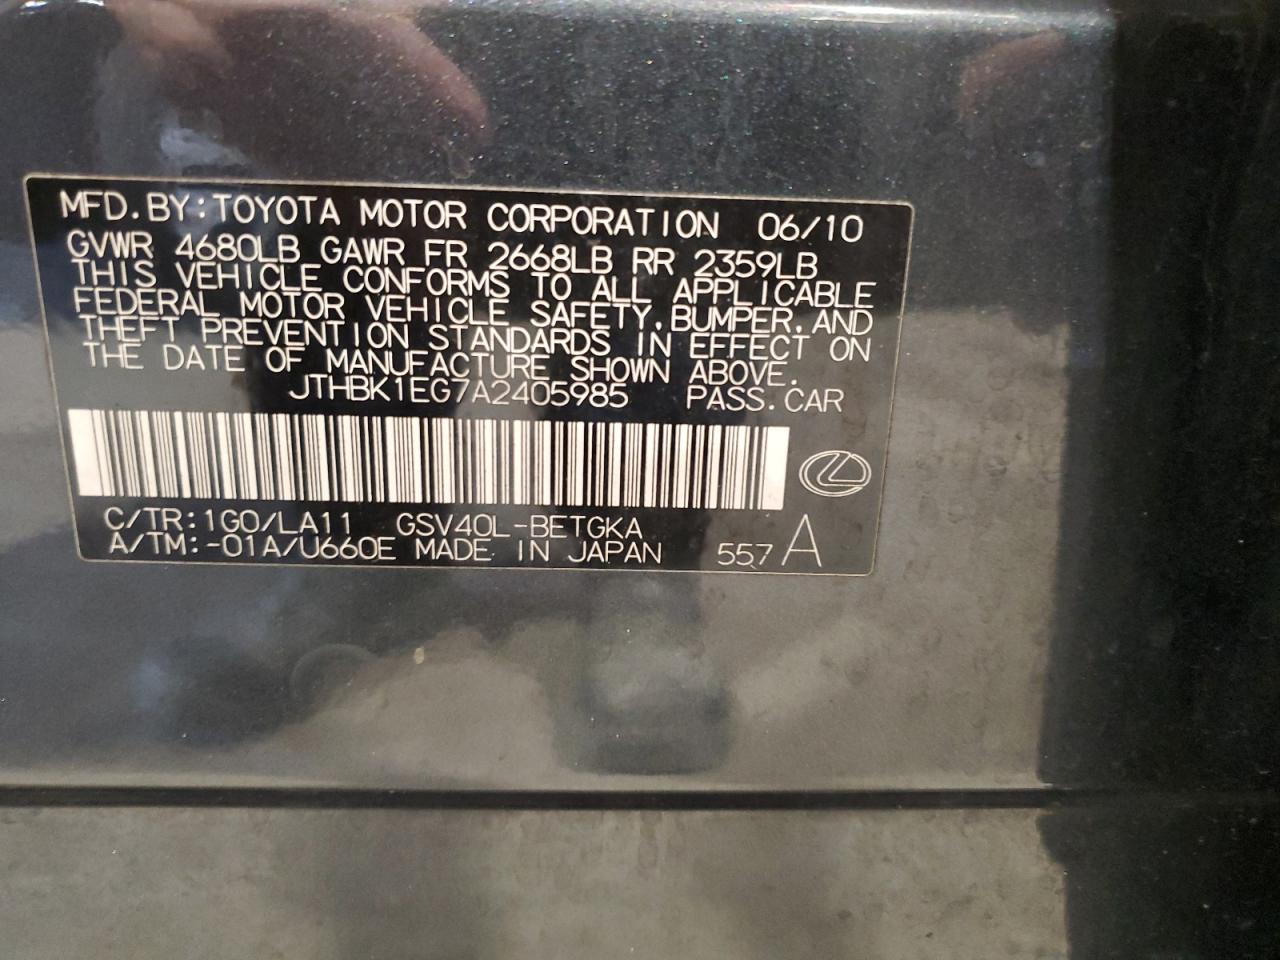 MFD.BY:TOYOTA MOTOR CORPORATION 06/10
GVWR 4680LB GAWR FR 2668LB RR 2359LB
THIS VEHICLE CONFORMS TO ALL APPLICABLE
FEDERAL MOTOR VEHICLE SAFETY,BUMPER,AND
THEFT PREVENTION STANDARDS IN EFFECT ON
THE DATE OF MANUFACTURE SHOWN ABOVE.
JTHBK1EG7A2405985 PASS.CAR
C/TR:1G0/LA11 GSV40L-BETGKA
A/TM:-01A/U660E MADE IN JAPAN 557 A